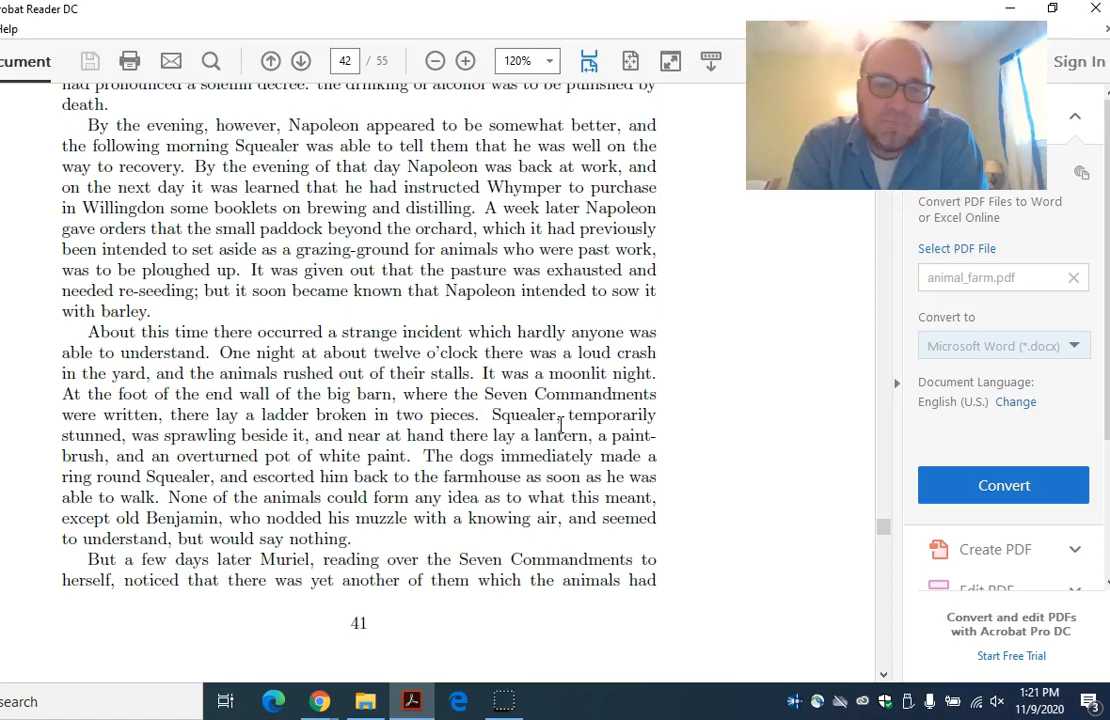 crobat Reader DC
Help
cument
42 / 55
120%
Sign In
had pronounced a solemn decree: the drinking of alcohol was to be punished by
death.
By the evening, however, Napoleon appeared to be somewhat better, and
the following morning Squealer was able to tell them that he was well on the
way to recovery. By the evening of that day Napoleon was back at work, and
on the next day it was learned that he had instructed Whymper to purchase
in Willingdon some booklets on brewing and distilling. A week later Napoleon
gave orders that the small paddock beyond the orchard, which it had previously
been intended to set aside as a grazing-ground for animals who were past work,
was to be ploughed up. It was given out that the pasture was exhausted and
needed re-seeding; but it soon became known that Napoleon intended to sow it
with barley.
About this time there occurred a strange incident which hardly anyone was
able to understand. One night at about twelve o'clock there was a loud crash
in the yard, and the animals rushed out of their stalls. It was a moonlit night.
At the foot of the end wall of the big barn, where the Seven Commandments
were written, there lay a ladder broken in two pieces. Squealer, temporarily
stunned, was sprawling beside it, and near at hand there lay a lantern, a paint-
brush, and an overturned pot of white paint. The dogs immediately made a
ring round Squealer, and escorted him back to the farmhouse as soon as he was
able to walk. None of the animals could form any idea as to what this meant,
except old Benjamin, who nodded his muzzle with a knowing air, and seemed
to understand, but would say nothing.
But a few days later Muriel, reading over the Seven Commandments to
herself, noticed that there was yet another of them which the animals had
41
Convert PDF Files to Word
or Excel Online
Select PDF File
animal_farm.pdf
Convert to
Microsoft Word (*.docx)
Document Language:
English (U.S.) Change
Convert
Create PDF
Edit PDF
Convert and edit PDFs
with Acrobat Pro DC
Start Free Trial
search
1:21 PM
11/9/2020
3